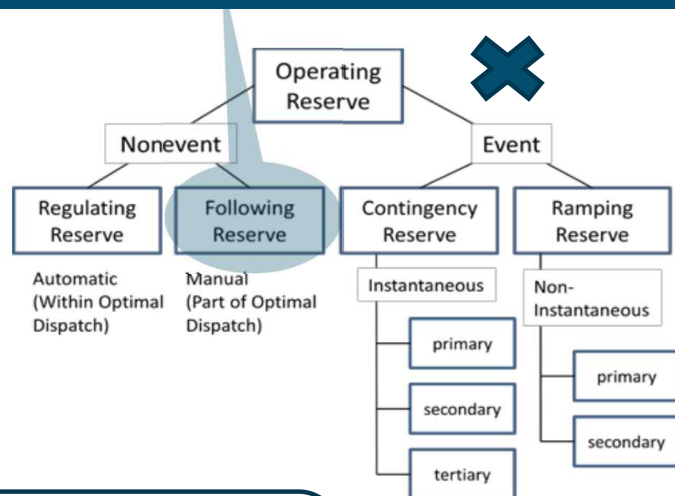 Operating
Reserve
Nonevent
Event
Regulating
Reserve
Following
Reserve
Contingency
Reserve
Ramping
Reserve
Automatic
(Within Optimal
Dispatch)
Manual
(Part of Optimal
Dispatch)
Instantaneous
Non-
Instantaneous
primary
secondary
tertiary
primary
secondary